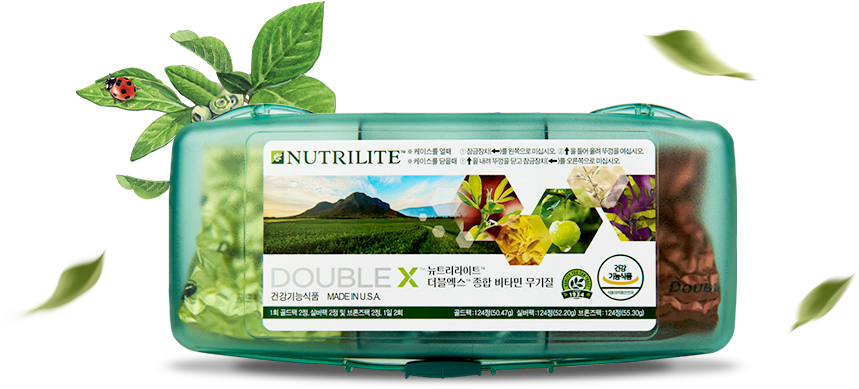 NUTRILITE™
※ 케이스를 열때 ① 잠금장치(⬅)를 왼쪽으로 미십시오. ② ⬆을 들어 올려 뚜껑을 여십시오.
※ 케이스를 닫을때 ① ⬆을 내려 뚜껑을 닫고 잠금장치(⬅)를 오른쪽으로 미십시오.
DOUBLE X™ 뉴트리라이트™
더블엑스™ 종합 비타민 무기질
건강기능식품 MADE IN U.S.A.
1934
건강
기능식품
1회 골드팩 2정, 실버팩 2정 및 브론즈팩 2정, 1일 2회
골드팩:124정(50.47g) 실버팩:124정(52.20g) 브론즈팩:124정(55.30g)
DOUBLE